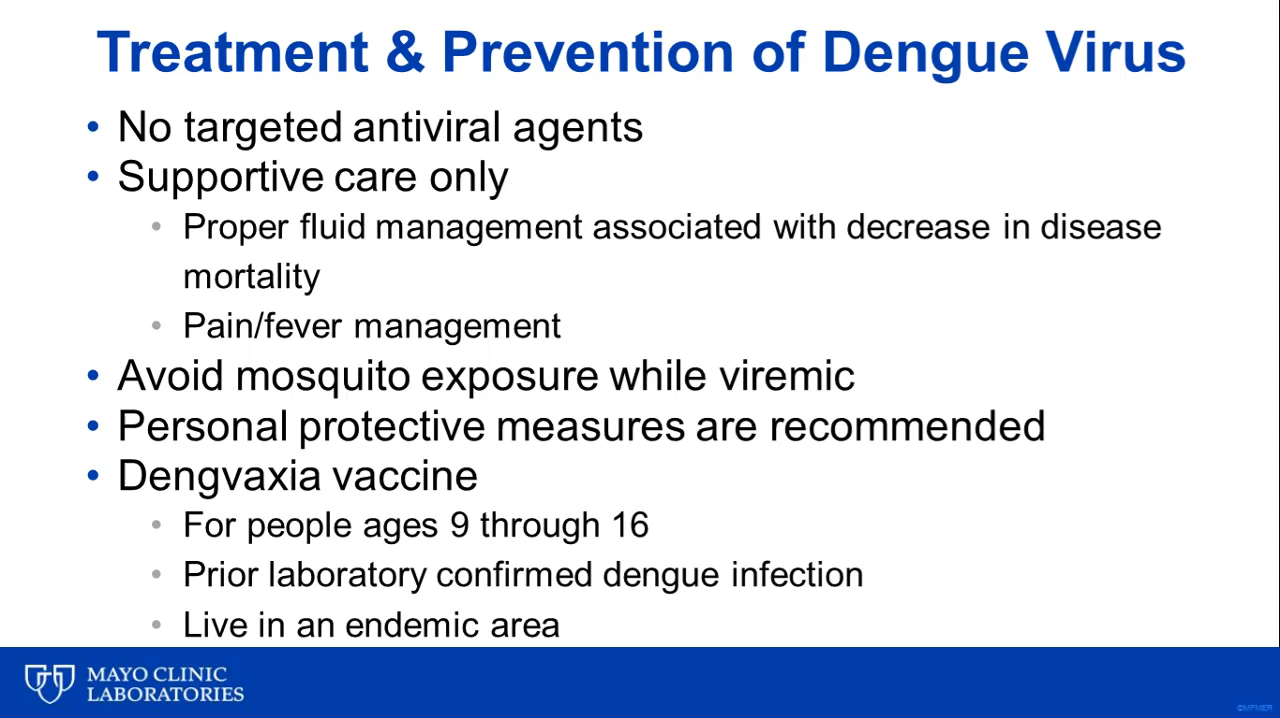 Treatment & Prevention of Dengue Virus
• No targeted antiviral agents
• Supportive care only
• Proper fluid management associated with decrease in disease
mortality
• Pain/fever management
• Avoid mosquito exposure while viremic
• Personal protective measures are recommended
• Dengvaxia vaccine
• For people ages 9 through 16
• Prior laboratory confirmed dengue infection
• Live in an endemic area
MAYO CLINIC
LABORATORIES
©MFMER